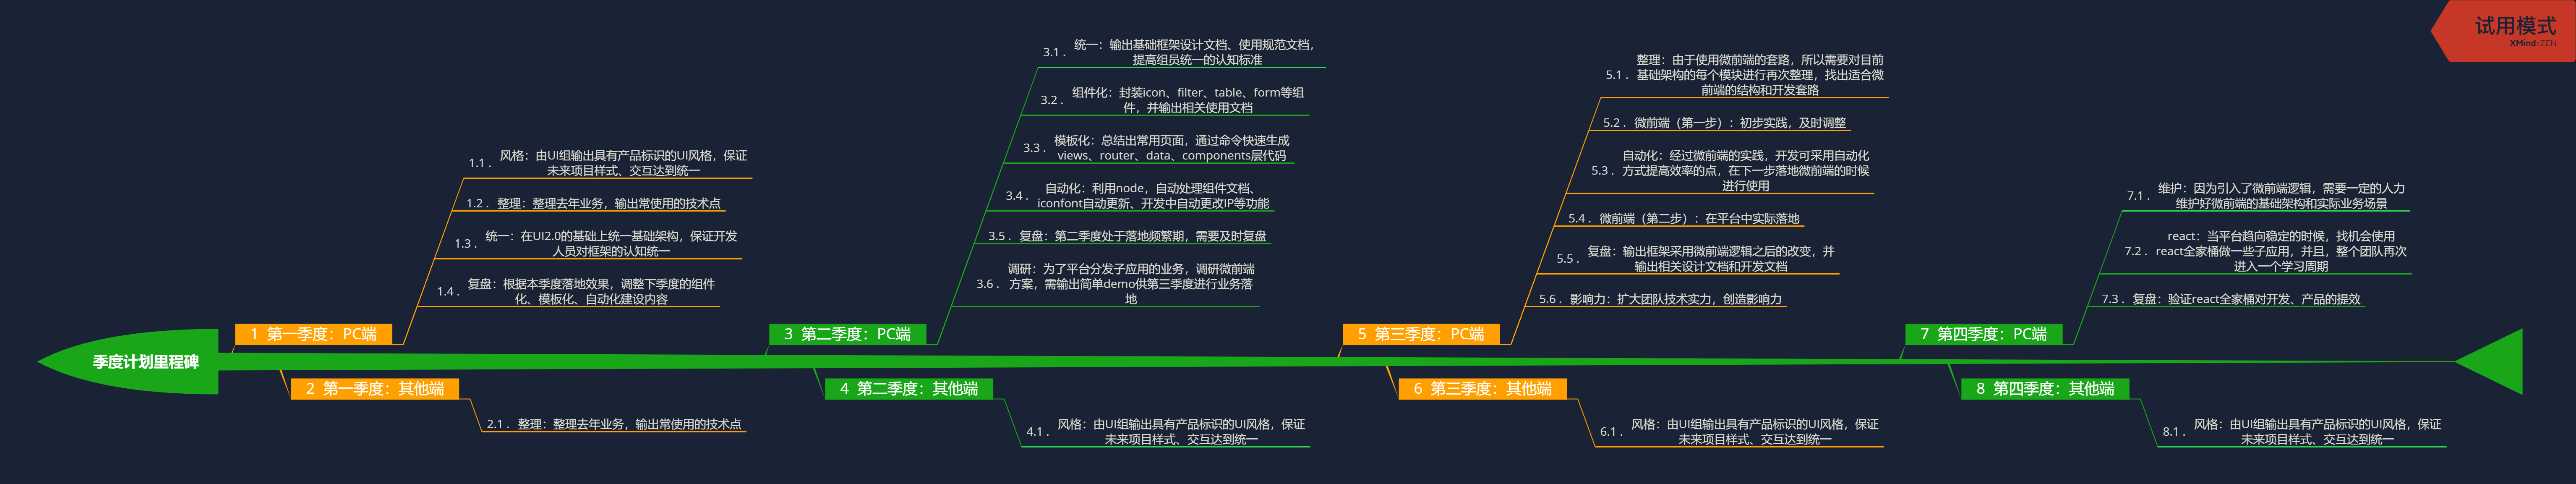 试用模式
XMind:ZEN
季度计划里程碑
1 第一季度：PC端
1.1 . 风格：由UI组输出具有产品标识的UI风格，保证
未来项目样式、交互达到统一
1.2 . 整理：整理去年业务，输出常使用的技术点
1.3 . 统一：在UI2.0的基础上统一基础架构，保证开发
人员对框架的认知统一
1.4 . 复盘：根据本季度落地效果，调整下季度的组件
化、模板化、自动化建设内容
2 第一季度：其他端
2.1 . 整理：整理去年业务，输出常使用的技术点
3 第二季度：PC端
3.1 . 统一：输出基础框架设计文档、使用规范文档，
提高组员统一的认知标准
3.2 . 组件化：封装icon、filter、table、form等组
件，并输出相关使用文档
3.3 . 模板化：总结出常用页面，通过命令快速生成
views、router、data、components层代码
3.4 . 自动化：利用node，自动处理组件文档、
iconfont自动更新、开发中自动更改IP等功能
3.5 . 复盘：第二季度处于落地频繁期，需要及时复盘
3.6 . 调研：为了平台分发子应用的业务，调研微前端
方案，需输出简单demo供第三季度进行业务落
地
4 第二季度：其他端
4.1 . 风格：由UI组输出具有产品标识的UI风格，保证
未来项目样式、交互达到统一
5 第三季度：PC端
5.1 . 整理：由于使用微前端的套路，所以需要对目前
基础架构的每个模块进行再次整理，找出适合微
前端的结构和开发套路
5.2 . 微前端（第一步）：初步实践，及时调整
5.3 . 自动化：经过微前端的实践，开发可采用自动化
方式提高效率的点，在下一步落地微前端的时候
进行使用
5.4 . 微前端（第二步）：在平台中实际落地
5.5 . 复盘：输出框架采用微前端逻辑之后的改变，并
输出相关设计文档和开发文档
5.6 . 影响力：扩大团队技术实力，创造影响力
6 第三季度：其他端
6.1 . 风格：由UI组输出具有产品标识的UI风格，保证
未来项目样式、交互达到统一
7 第四季度：PC端
7.1 . 维护：因为引入了微前端逻辑，需要一定的人力
维护好微前端的基础架构和实际业务场景
7.2 . react：当平台趋向稳定的时候，找机会使用
react全家桶做一些子应用，并且，整个团队再次
进入一个学习周期
7.3 . 复盘：验证react全家桶对开发、产品的提效
8 第四季度：其他端
8.1 . 风格：由UI组输出具有产品标识的UI风格，保证
未来项目样式、交互达到统一